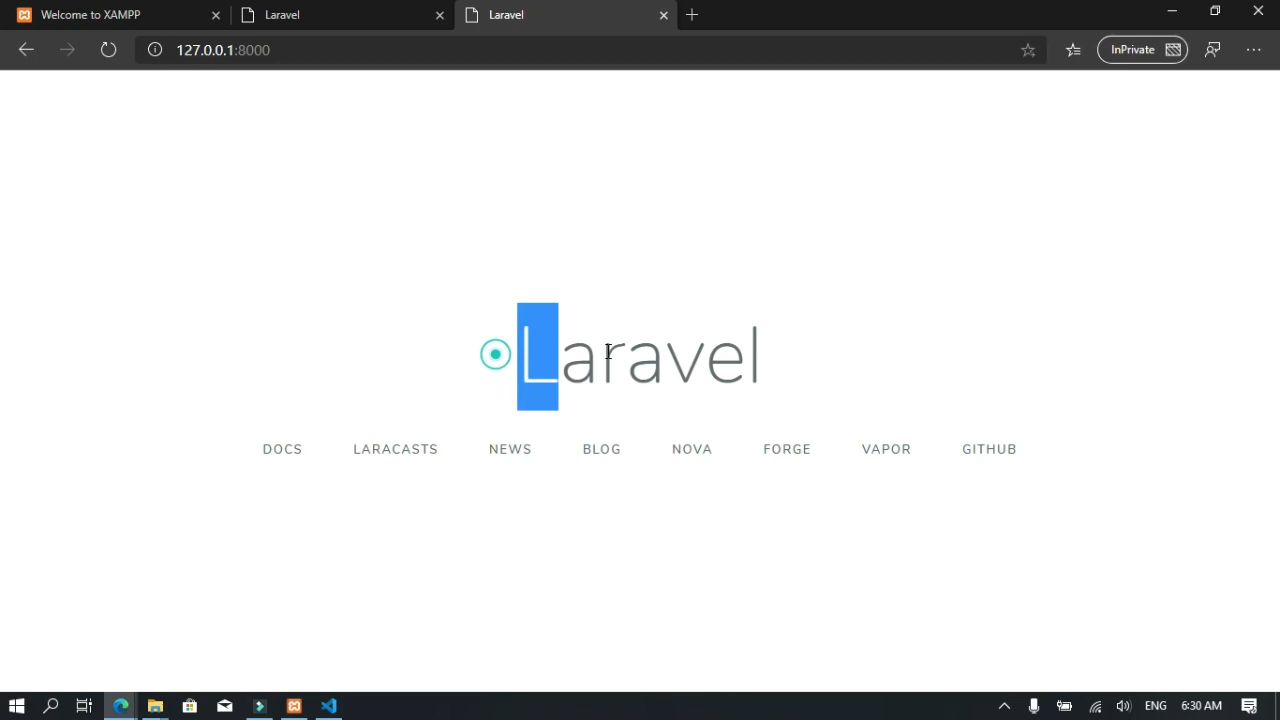 Welcome to XAMPP
Laravel
Laravel
127.0.0.1:8000
InPrivate
Laravel
DOCS LARACASTS NEWS BLOG NOVA FORGE VAPOR GITHUB
ENG 6:30 AM